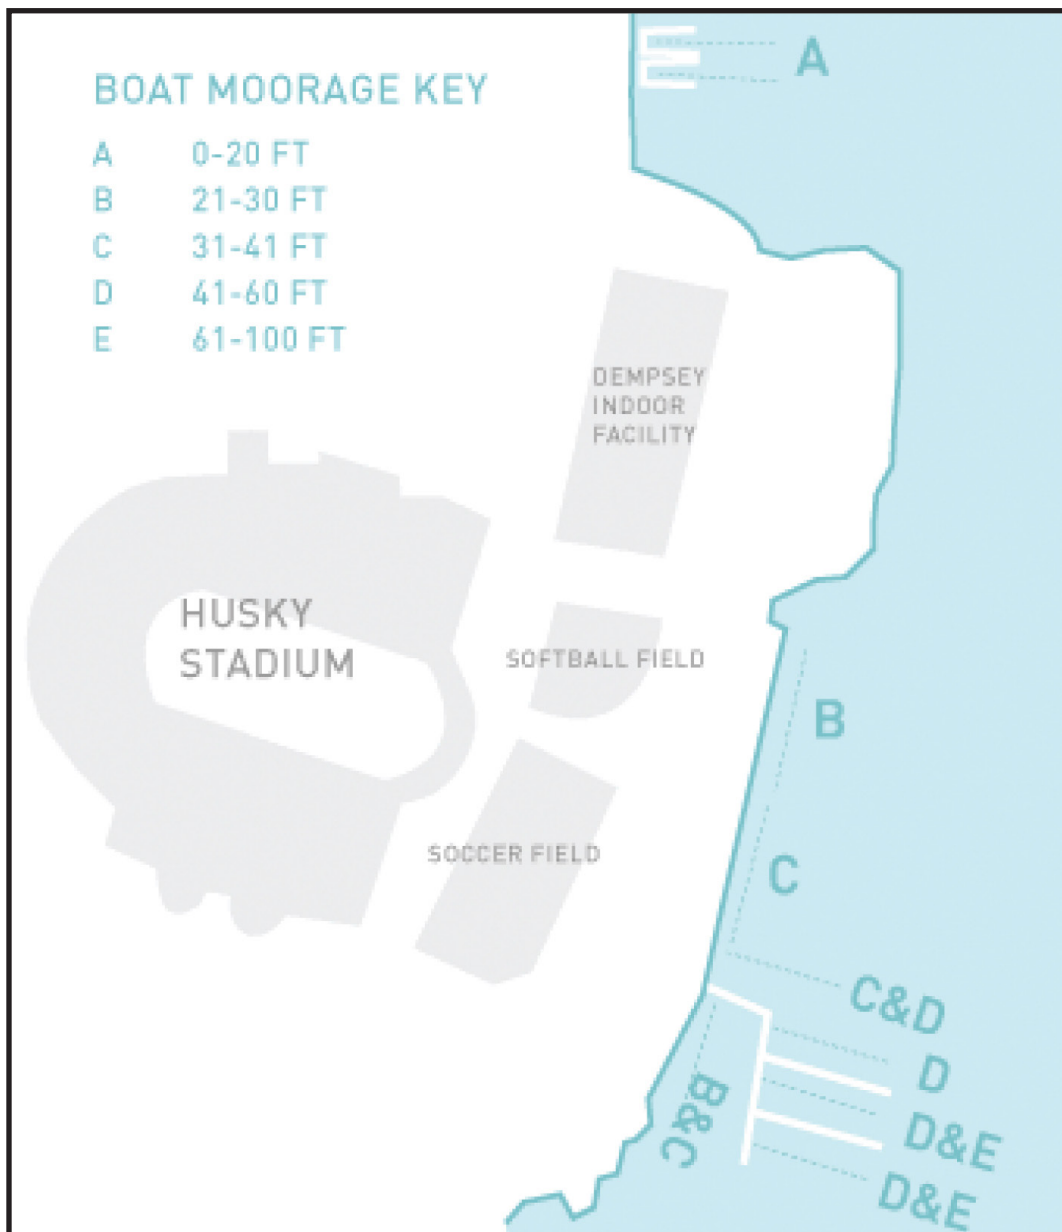 BOAT MOORAGE KEY
A 0-20 FT
B 21-30 FT
C 31-41 FT
D 41-60 FT
E 61-100 FT
A
DEMPSEY
INDOOR
FACILITY
HUSKY
STADIUM
SOFTBALL FIELD
B
SOCCER FIELD
C
C&D
D
B&C
D&E
D&E